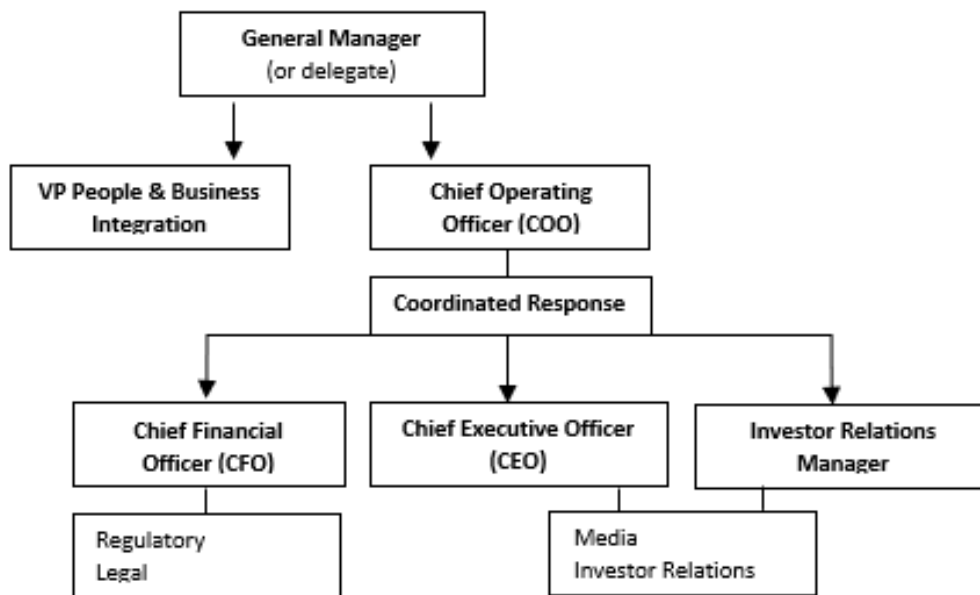 General Manager
(or delegate)
VP People & Business
Integration
Chief Operating
Officer (COO)
Coordinated Response
Chief Financial
Officer (CFO)
Chief Executive Officer
(CEO)
Investor Relations
Manager
Regulatory
Legal
Media
Investor Relations